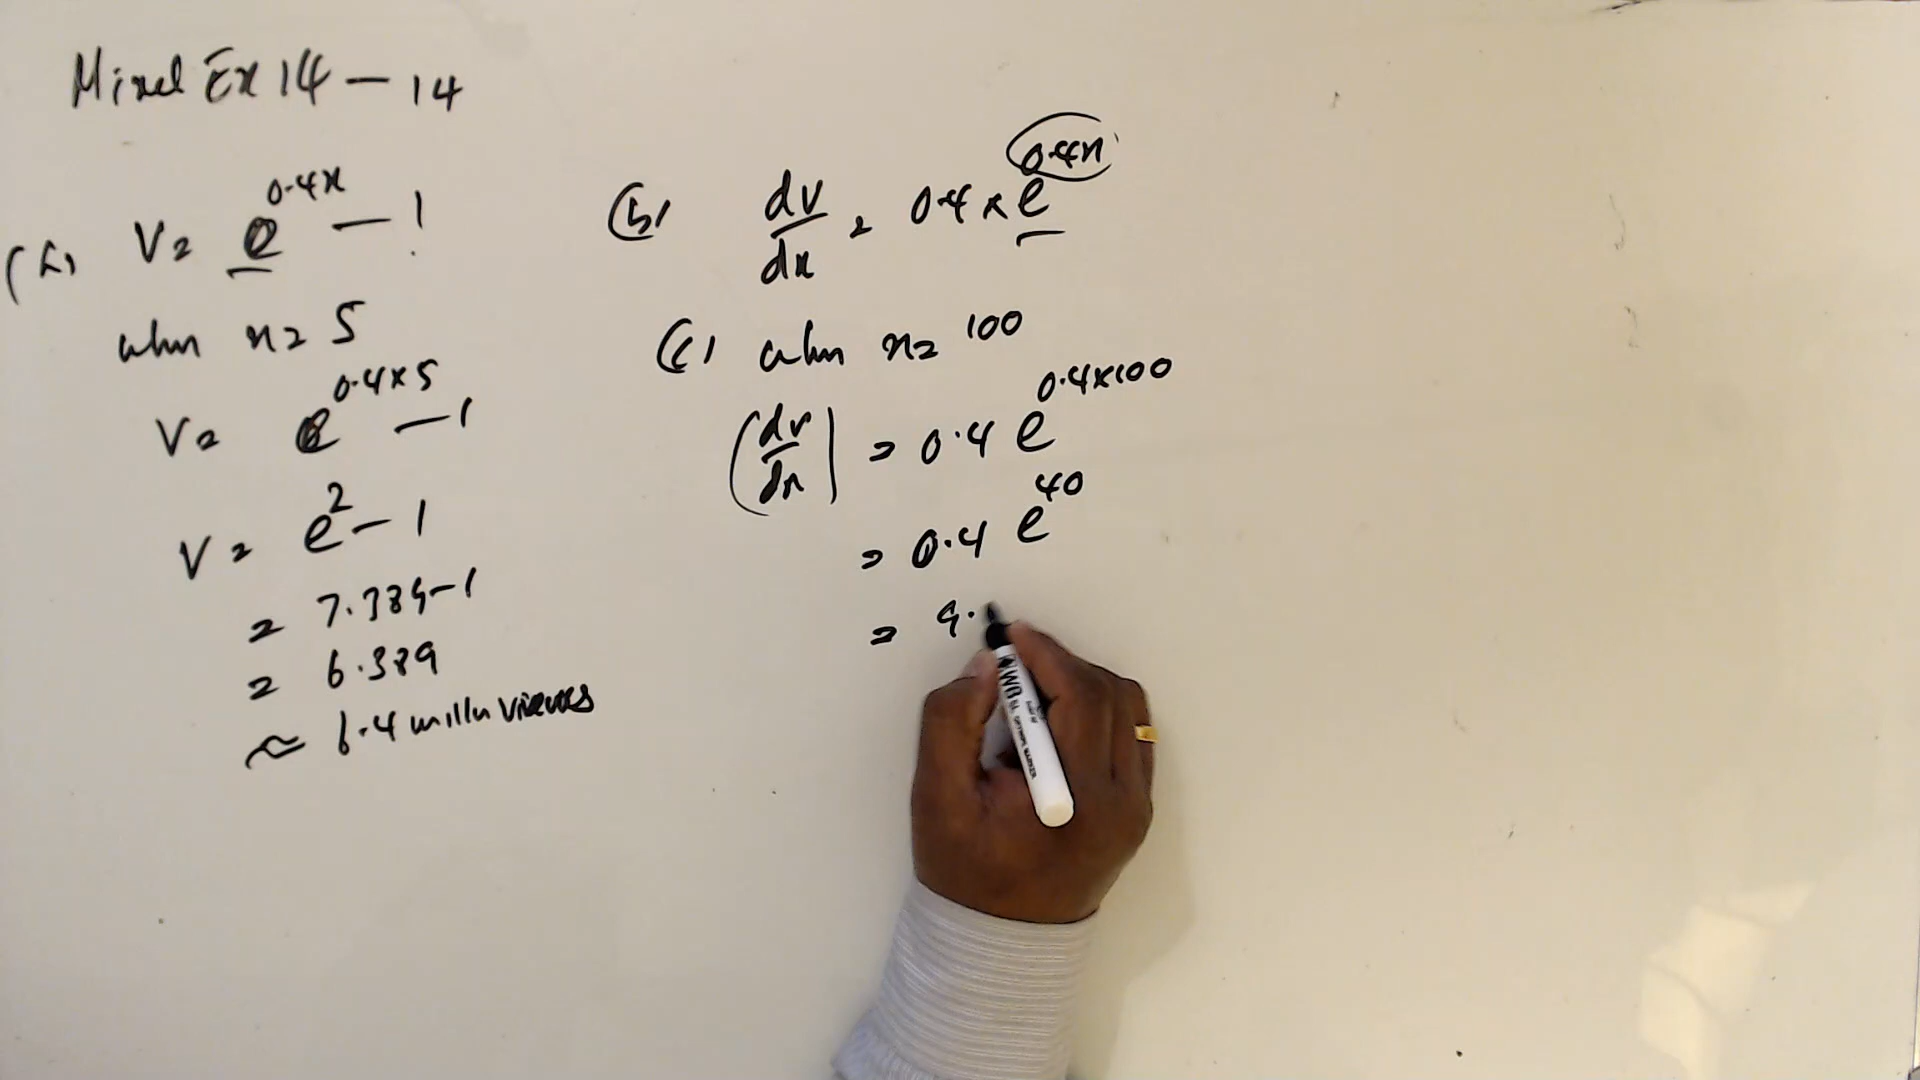 Mixed Ex 14 — 14
(a) V = e^0.4x — 1
when x = 5
V = e^0.4×5 — 1
V = e^2 — 1
= 7.389 — 1
= 6.389
≈ 6.4 million views
(b) dv/dx = 0.4 × e^0.4x
(c) when x = 100
(dv/dx) = 0.4 e^0.4×100
= 0.4 e^40
= 9.
WB